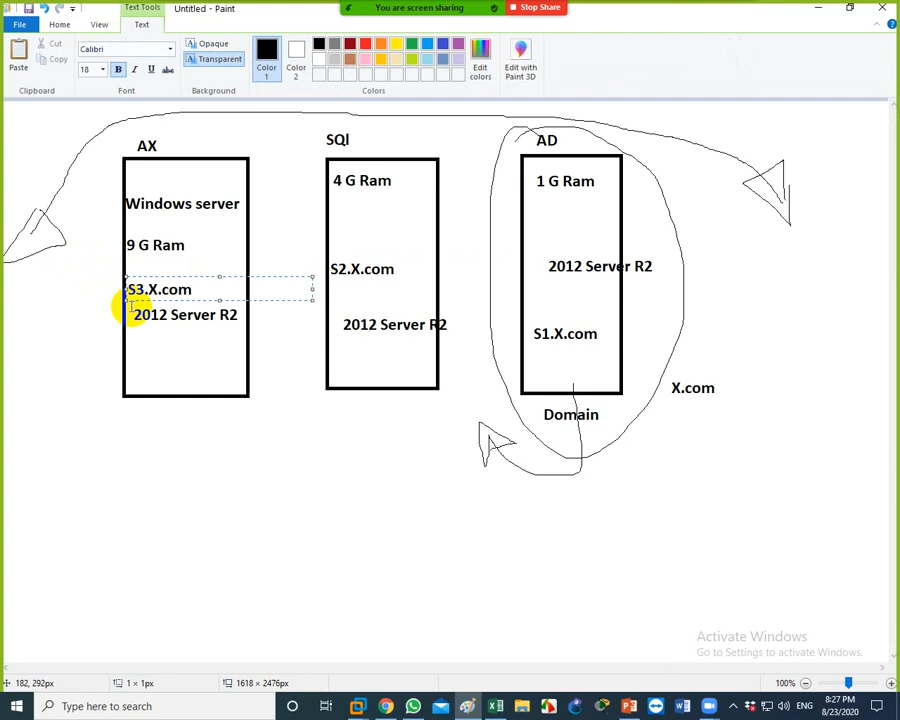 Text Tools
Untitled - Paint
You are screen sharing
Stop Share
File
Home
View
Text
Paste
Cut
Copy
Clipboard
Calibri
18
B I U abc
Font
Opaque
Transparent
Background
Color 1
Color 2
Colors
Edit colors
Edit with Paint 3D
AX
Windows server
9 G Ram
S3.X.com
2012 Server R2
SQl
4 G Ram
S2.X.com
2012 Server R2
AD
1 G Ram
2012 Server R2
S1.X.com
Domain
X.com
Activate Windows
Go to Settings to activate Windows.
182, 292px
1 × 1px
1618 × 2476px
100%
Type here to search
ENG
8:27 PM
8/23/2020